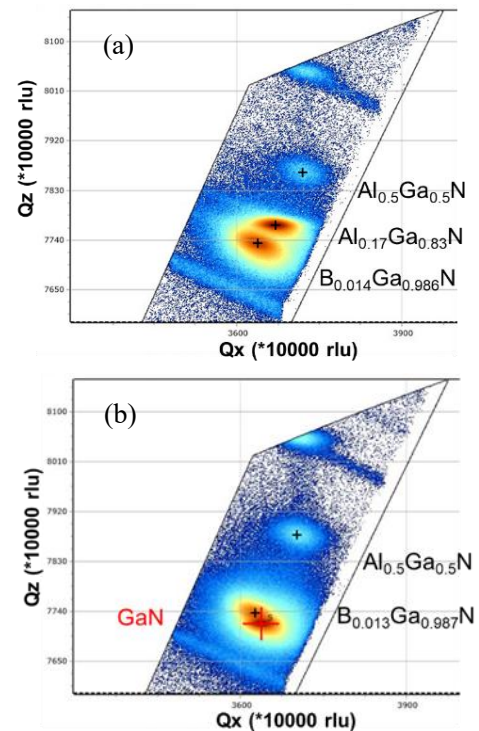 (a)
Qz (*10000 rlu)
8100
8010
7920
7830
7740
7650
Al0.5Ga0.5N
Al0.17Ga0.83N
B0.014Ga0.986N
3600
3900
Qx (*10000 rlu)
(b)
Qz (*10000 rlu)
8100
8010
7920
7830
7740
7650
Al0.5Ga0.5N
GaN
B0.013Ga0.987N
3600
3900
Qx (*10000 rlu)